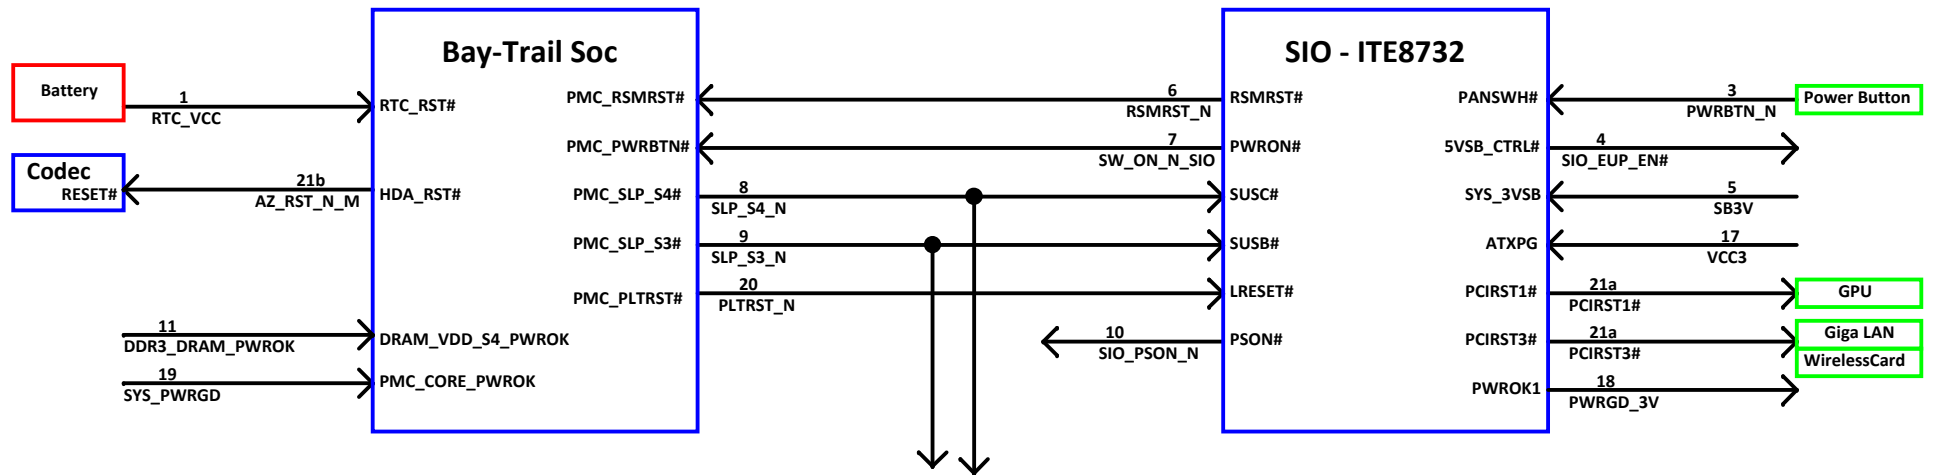 Bay-Trail Soc
SIO - ITE8732
Battery
1
RTC_VCC
RTC_RST#
PMC_RSMRST#
6
RSMRST_N
RSMRST#
PANSWH#
3
PWRBTN_N
Power Button
PMC_PWRBTN#
7
SW_ON_N_SIO
PWRON#
5VSB_CTRL#
4
SIO_EUP_EN#
Codec
RESET#
21b
AZ_RST_N_M
HDA_RST#
PMC_SLP_S4#
8
SLP_S4_N
SUSC#
SYS_3VSB
5
SB3V
PMC_SLP_S3#
9
SLP_S3_N
SUSB#
ATXPG
17
VCC3
PMC_PLTRST#
20
PLTRST_N
LRESET#
PCIRST1#
21a
PCIRST1#
GPU
11
DDR3_DRAM_PWROK
DRAM_VDD_S4_PWROK
10
SIO_PSON_N
PSON#
PCIRST3#
21a
PCIRST3#
Giga LAN
WirelessCard
19
SYS_PWRGD
PMC_CORE_PWROK
PWROK1
18
PWRGD_3V